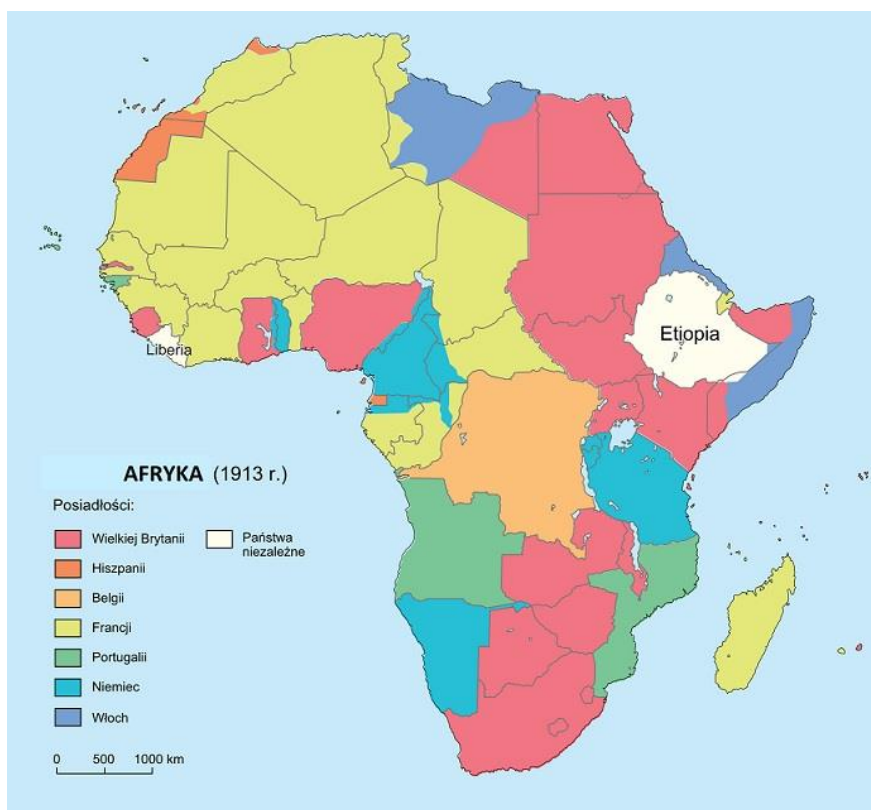 Etiopia
Liberia
AFRYKA (1913 r.)
Posiadłości:
Wielkiej Brytanii
Hiszpanii
Belgii
Francji
Portugalii
Niemiec
Włoch
Państwa
niezależne
0 500 1000 km